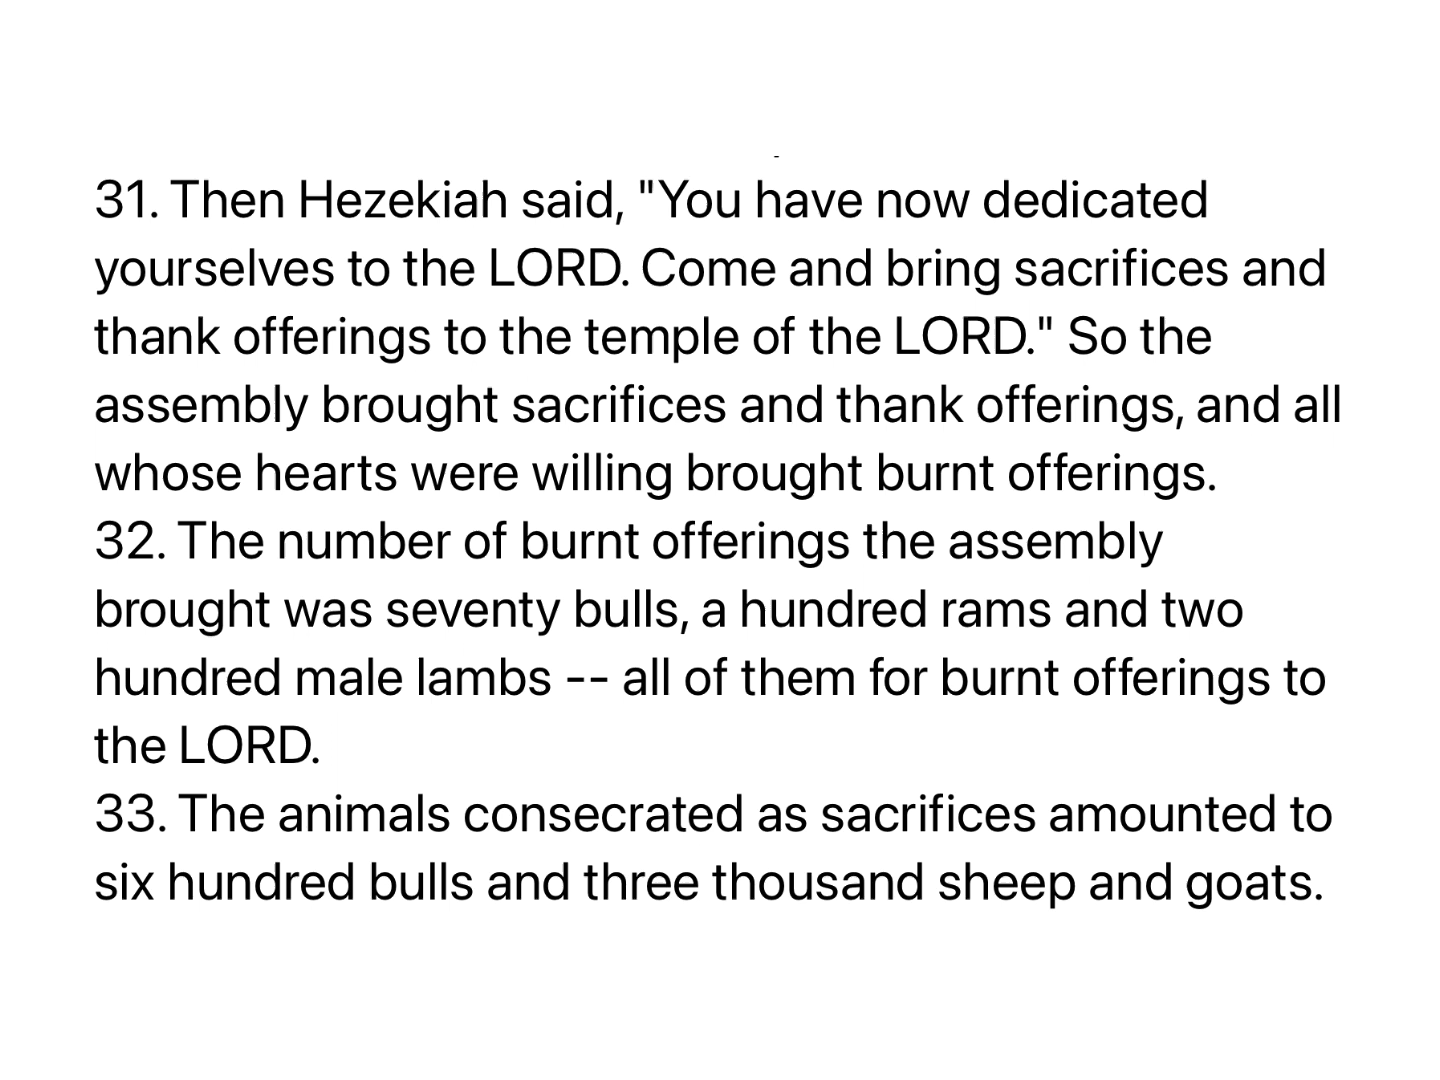 31. Then Hezekiah said, "You have now dedicated
yourselves to the LORD. Come and bring sacrifices and
thank offerings to the temple of the LORD." So the
assembly brought sacrifices and thank offerings, and all
whose hearts were willing brought burnt offerings.
32. The number of burnt offerings the assembly
brought was seventy bulls, a hundred rams and two
hundred male lambs -- all of them for burnt offerings to
the LORD.
33. The animals consecrated as sacrifices amounted to
six hundred bulls and three thousand sheep and goats.